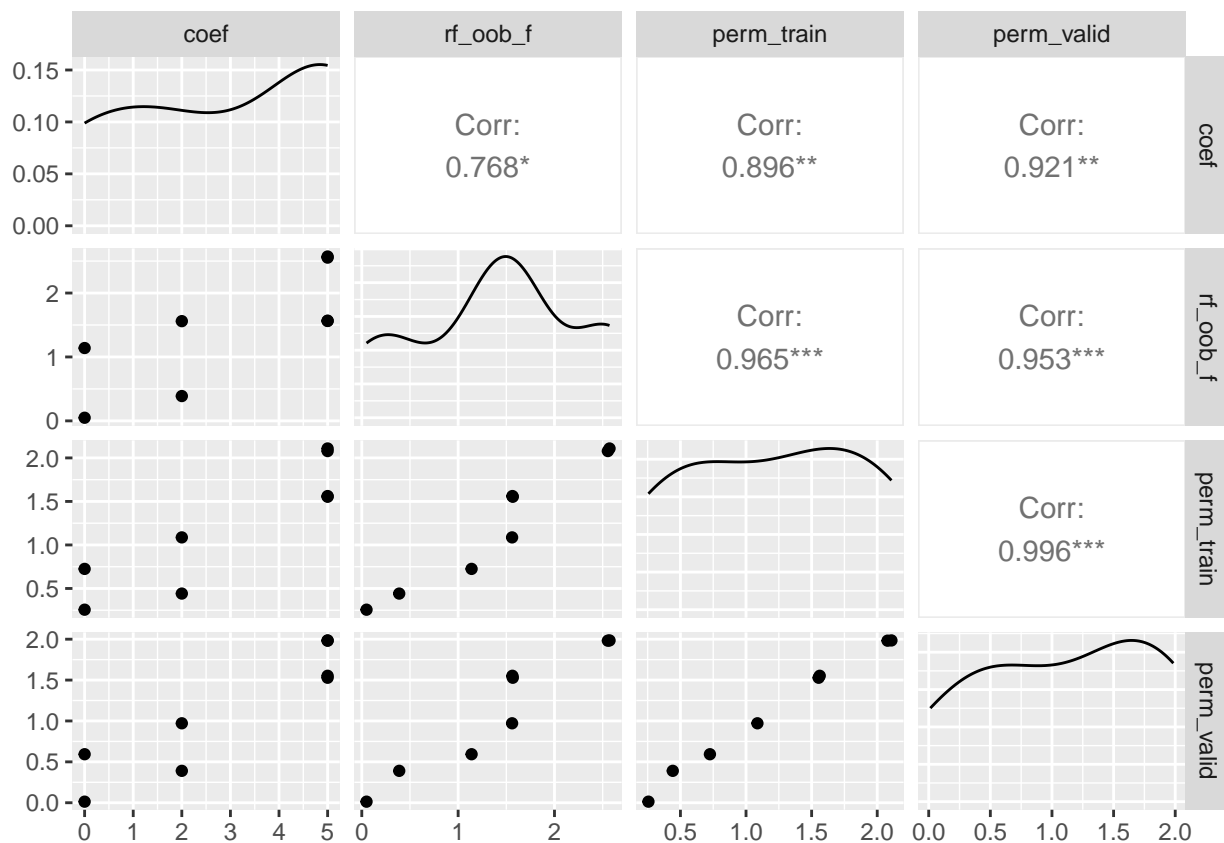 coef rf_oob_f perm_train perm_valid
0.15
0.10
0.05
0.00
Corr:
0.768*
Corr:
0.896**
Corr:
0.921**
coef
2
1
0
Corr:
0.965***
Corr:
0.953***
rf_oob_f
2.0
1.5
1.0
0.5
Corr:
0.996***
perm_train
2.0
1.5
1.0
0.5
0.0
perm_valid
0 1 2 3 4 5
0 1 2
0.5 1.0 1.5 2.0
0.0 0.5 1.0 1.5 2.0